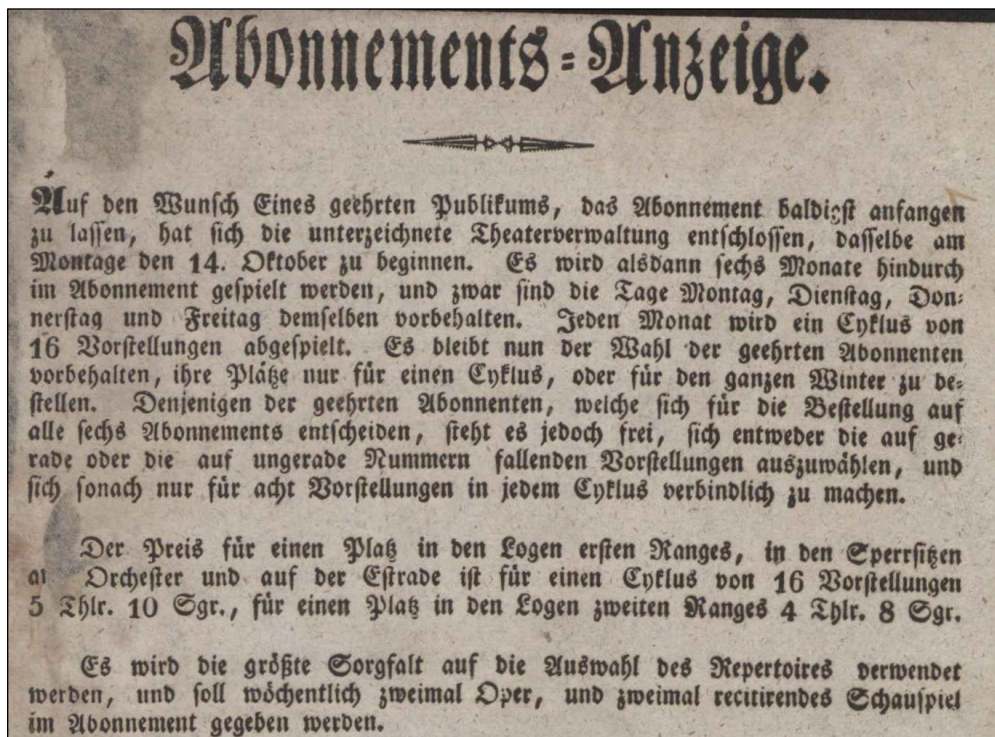 Abonnements-Anzeige.
Auf den Wunsch Eines geehrten Publikums, das Abonnement baldigst anfangen
zu lassen, hat sich die unterzeichnete Theaterverwaltung entschlossen, dasselbe am
Montage den 14. Oktober zu beginnen. Es wird alsdann sechs Monate hindurch
im Abonnement gespielt werden, und zwar sind die Tage Montag, Dienstag, Don-
nerstag und Freitag demselben vorbehalten. Jeden Monat wird ein Cyklus von
16 Vorstellungen abgespielt. Es bleibt nun der Wahl der geehrten Abonnenten
vorbehalten, ihre Plätze nur für einen Cyklus, oder für den ganzen Winter zu be-
stellen. Denjenigen der geehrten Abonnenten, welche sich für die Bestellung auf
alle sechs Abonnements entscheiden, steht es jedoch frei, sich entweder die auf ge-
rade oder die auf ungerade Nummern fallenden Vorstellungen auszuwählen, und
sich sonach nur für acht Vorstellungen in jedem Cyklus verbindlich zu machen.
Der Preis für einen Platz in den Logen ersten Ranges, in den Sperrsitzen
Orchester und auf der Estrade ist für einen Cyklus von 16 Vorstellungen
5 Thlr. 10 Sgr., für einen Platz in den Logen zweiten Ranges 4 Thlr. 8 Sgr.
Es wird die größte Sorgfalt auf die Auswahl des Repertoires verwendet
werden, und soll wöchentlich zweimal Oper, und zweimal recitirendes Schauspiel
im Abonnement gegeben werden.